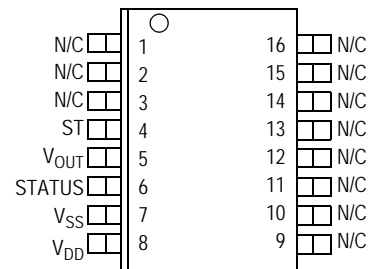 N/C 1 16 N/C
N/C 2 15 N/C
N/C 3 14 N/C
ST 4 13 N/C
VOUT 5 12 N/C
STATUS 6 11 N/C
VSS 7 10 N/C
VDD 8 9 N/C